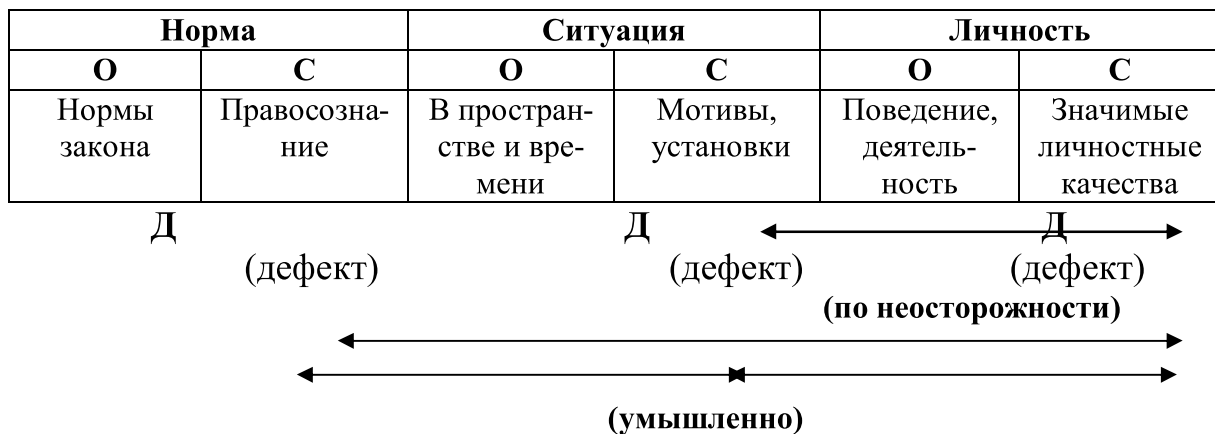 Норма Ситуация Личность
О С О С О С
Нормы Правосозна- В простран- Мотивы, Поведение, Значимые
закона ние стве и вре- установки деятель- личностные
мени ность качества
Д Д Д
(дефект) (дефект) (дефект)
(по неосторожности)
(умышленно)